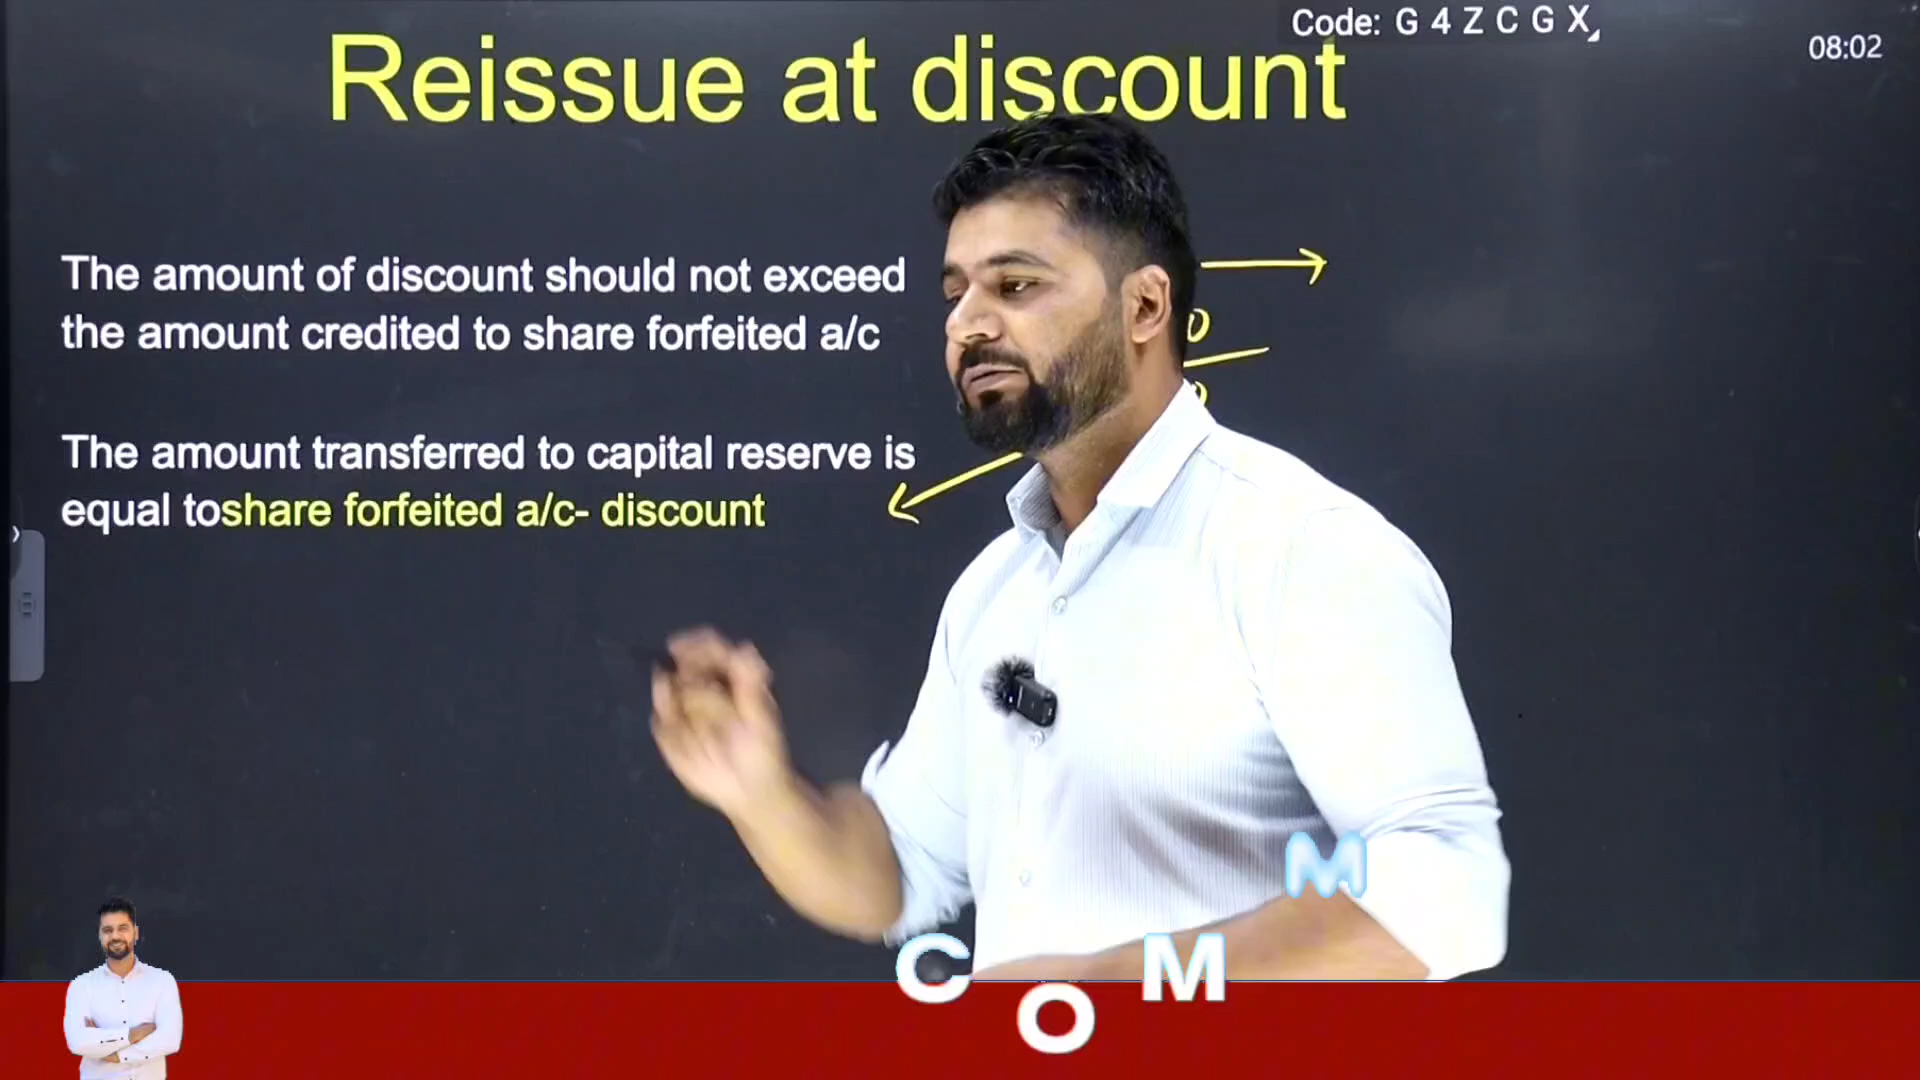 Code: G 4 Z C G X
08:02
Reissue at discount
The amount of discount should not exceed
the amount credited to share forfeited a/c
The amount transferred to capital reserve is
equal toshare forfeited a/c- discount
C O M M